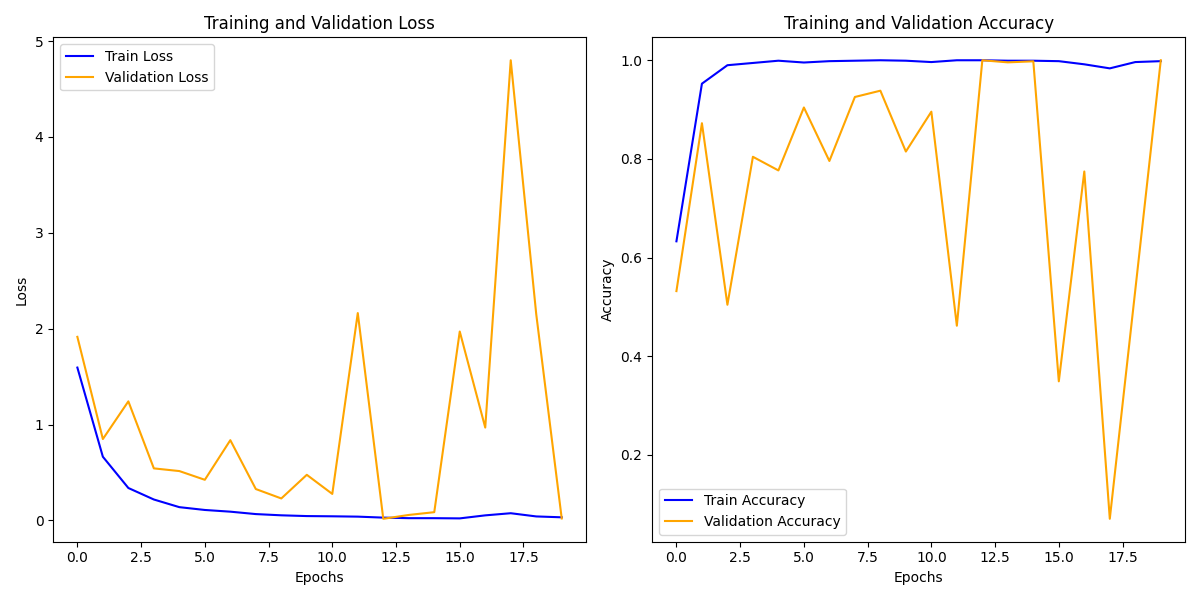 Training and Validation Loss
Train Loss
Validation Loss
Loss
5
4
3
2
1
0
0.0 2.5 5.0 7.5 10.0 12.5 15.0 17.5
Epochs
Training and Validation Accuracy
Accuracy
1.0
0.8
0.6
0.4
0.2
Train Accuracy
Validation Accuracy
0.0 2.5 5.0 7.5 10.0 12.5 15.0 17.5
Epochs